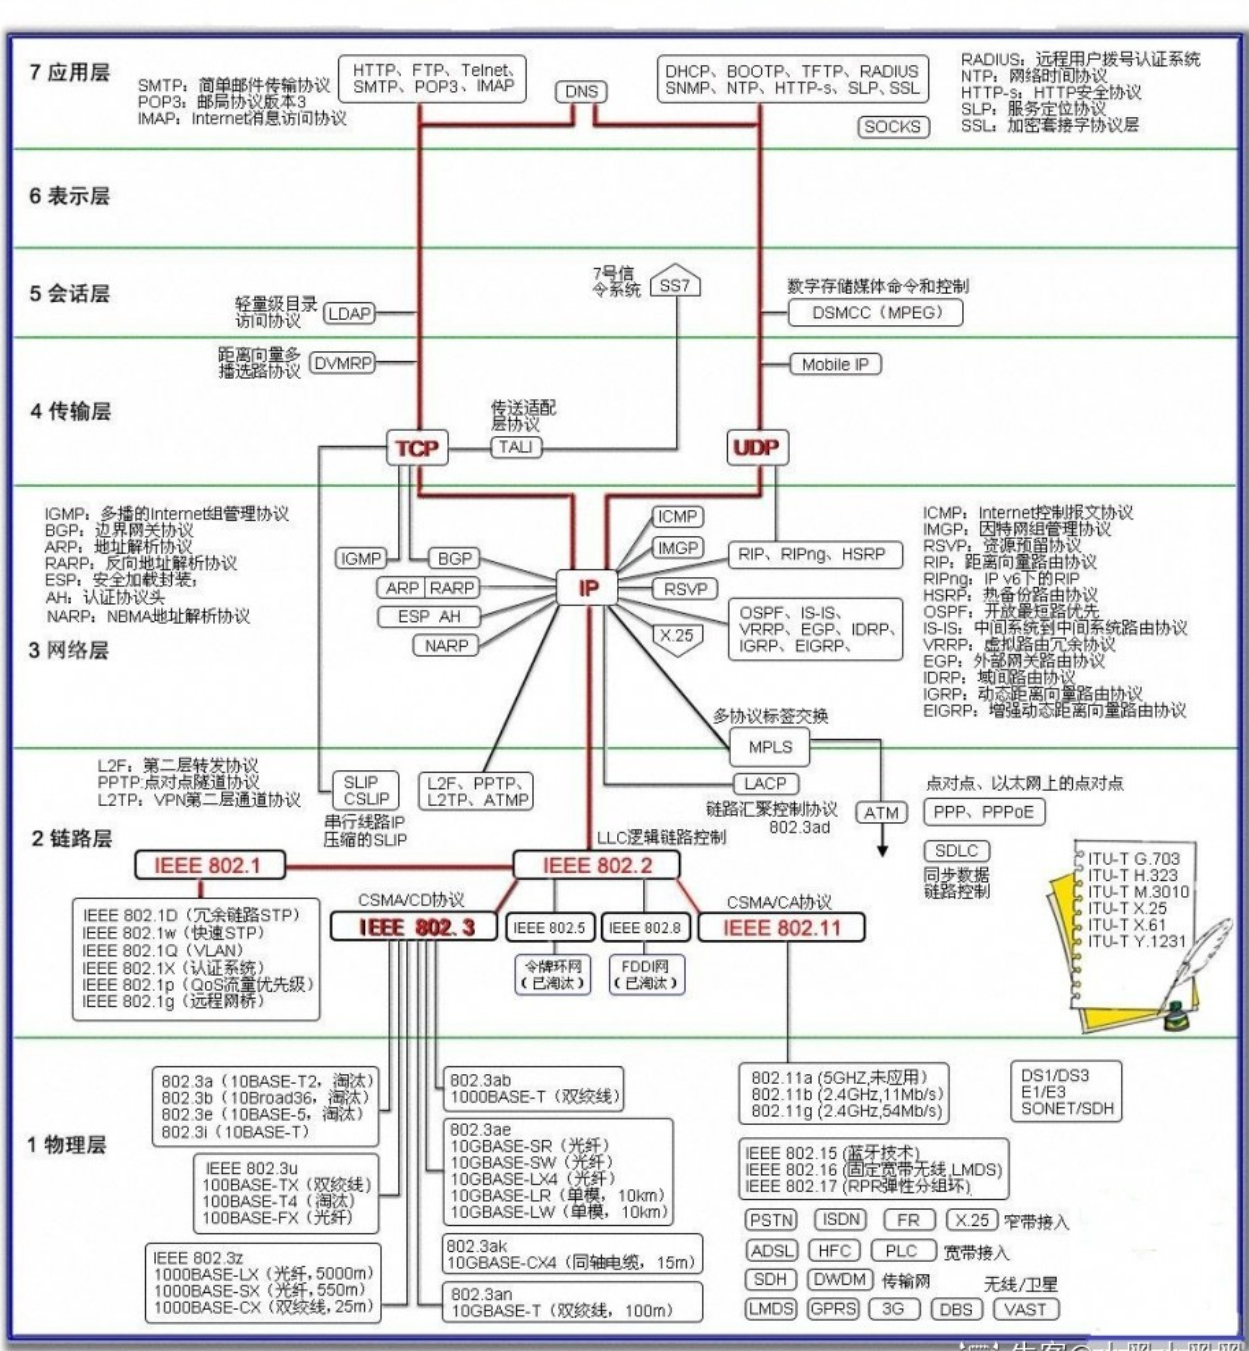 7 应用层
SMTP：简单邮件传输协议
POP3：邮局协议版本3
IMAP：Internet消息访问协议
HTTP、FTP、Telnet、
SMTP、POP3、IMAP
DNS
DHCP、BOOTP、TFTP、RADIUS
SNMP、NTP、HTTP-s、SLP、SSL
SOCKS
RADIUS：远程用户拨号认证系统
NTP：网络时间协议
HTTP-s：HTTP安全协议
SLP：服务定位协议
SSL：加密套接字协议层
6 表示层
5 会话层
轻量级目录
访问协议
LDAP
7号信
令系统
SS7
数字存储媒体命令和控制
DSMCC（MPEG）
4 传输层
距离向量多
播选路协议
DVMRP
Mobile IP
传送适配
层协议
TCP
TALI
UDP
3 网络层
IGMP：多播的Internet组管理协议
BGP：边界网关协议
ARP：地址解析协议
RARP：反向地址解析协议
ESP：安全加载封装；
AH：认证协议头
NARP：NBMA地址解析协议
IGMP
BGP
ARP
RARP
ESP AH
NARP
IP
ICMP
IMGP
RIP、RIPng、HSRP
RSVP
X.25
OSPF、IS-IS、
VRRP、EGP、IDRP、
IGRP、EIGRP、
ICMP：Internet控制报文协议
IMGP：因特网组管理协议
RSVP：资源预留协议
RIP：距离向量路由协议
RIPng：IP v6下的RIP
HSRP：热备份路由协议
OSPF：开放最短路优先
IS-IS：中间系统到中间系统路由协议
VRRP：虚拟路由冗余协议
EGP：外部网关路由协议
IDRP：域间路由协议
IGRP：动态距离向量路由协议
EIGRP：增强动态距离向量路由协议
多协议标签交换
MPLS
2 链路层
L2F：第二层转发协议
PPTP:点对点隧道协议
L2TP：VPN第二层通道协议
SLIP
CSLIP
串行线路IP
压缩的SLIP
L2F、PPTP、
L2TP、ATMP
LACP
链路汇聚控制协议
802.3ad
ATM
点对点、以太网上的点对点
PPP、PPPoE
SDLC
同步数据
链路控制
LLC逻辑链路控制
IEEE 802.1
IEEE 802.2
CSMA/CD协议
IEEE 802.3
IEEE 802.5
IEEE 802.8
CSMA/CA协议
IEEE 802.11
令牌环网
（已淘汰）
FDDI网
（已淘汰）
IEEE 802.1D（冗余链路STP）
IEEE 802.1w（快速STP）
IEEE 802.1Q（VLAN）
IEEE 802.1X（认证系统）
IEEE 802.1p（QoS流量优先级）
IEEE 802.1g（远程网桥）
ITU-T G.703
ITU-T H.323
ITU-T M.3010
ITU-T X.25
ITU-T X.61
ITU-T Y.1231
1 物理层
802.3a（10BASE-T2，淘汰）
802.3b（10Broad36，淘汰）
802.3e（10BASE-5，淘汰）
802.3i（10BASE-T）
IEEE 802.3u
100BASE-TX（双绞线）
100BASE-T4（淘汰）
100BASE-FX（光纤）
IEEE 802.3z
1000BASE-LX（光纤，5000m）
1000BASE-SX（光纤，550m）
1000BASE-CX（双绞线，25m）
802.3ab
1000BASE-T（双绞线）
802.3ae
10GBASE-SR（光纤）
10GBASE-SW（光纤）
10GBASE-LX4（光纤）
10GBASE-LR（单模，10km）
10GBASE-LW（单模，10km）
802.3ak
10GBASE-CX4（同轴电缆，15m）
802.3an
10GBASE-T（双绞线，100m）
802.11a (5GHZ,未应用)
802.11b (2.4GHz,11Mb/s)
802.11g (2.4GHz,54Mb/s)
DS1/DS3
E1/E3
SONET/SDH
IEEE 802.15 (蓝牙技术)
IEEE 802.16 (固定宽带无线,LMDS)
IEEE 802.17 (RPR弹性分组环)
PSTN
ISDN
FR
X.25
窄带接入
ADSL
HFC
PLC
宽带接入
SDH
DWDM
传输网
无线/卫星
LMDS
GPRS
3G
DBS
VAST